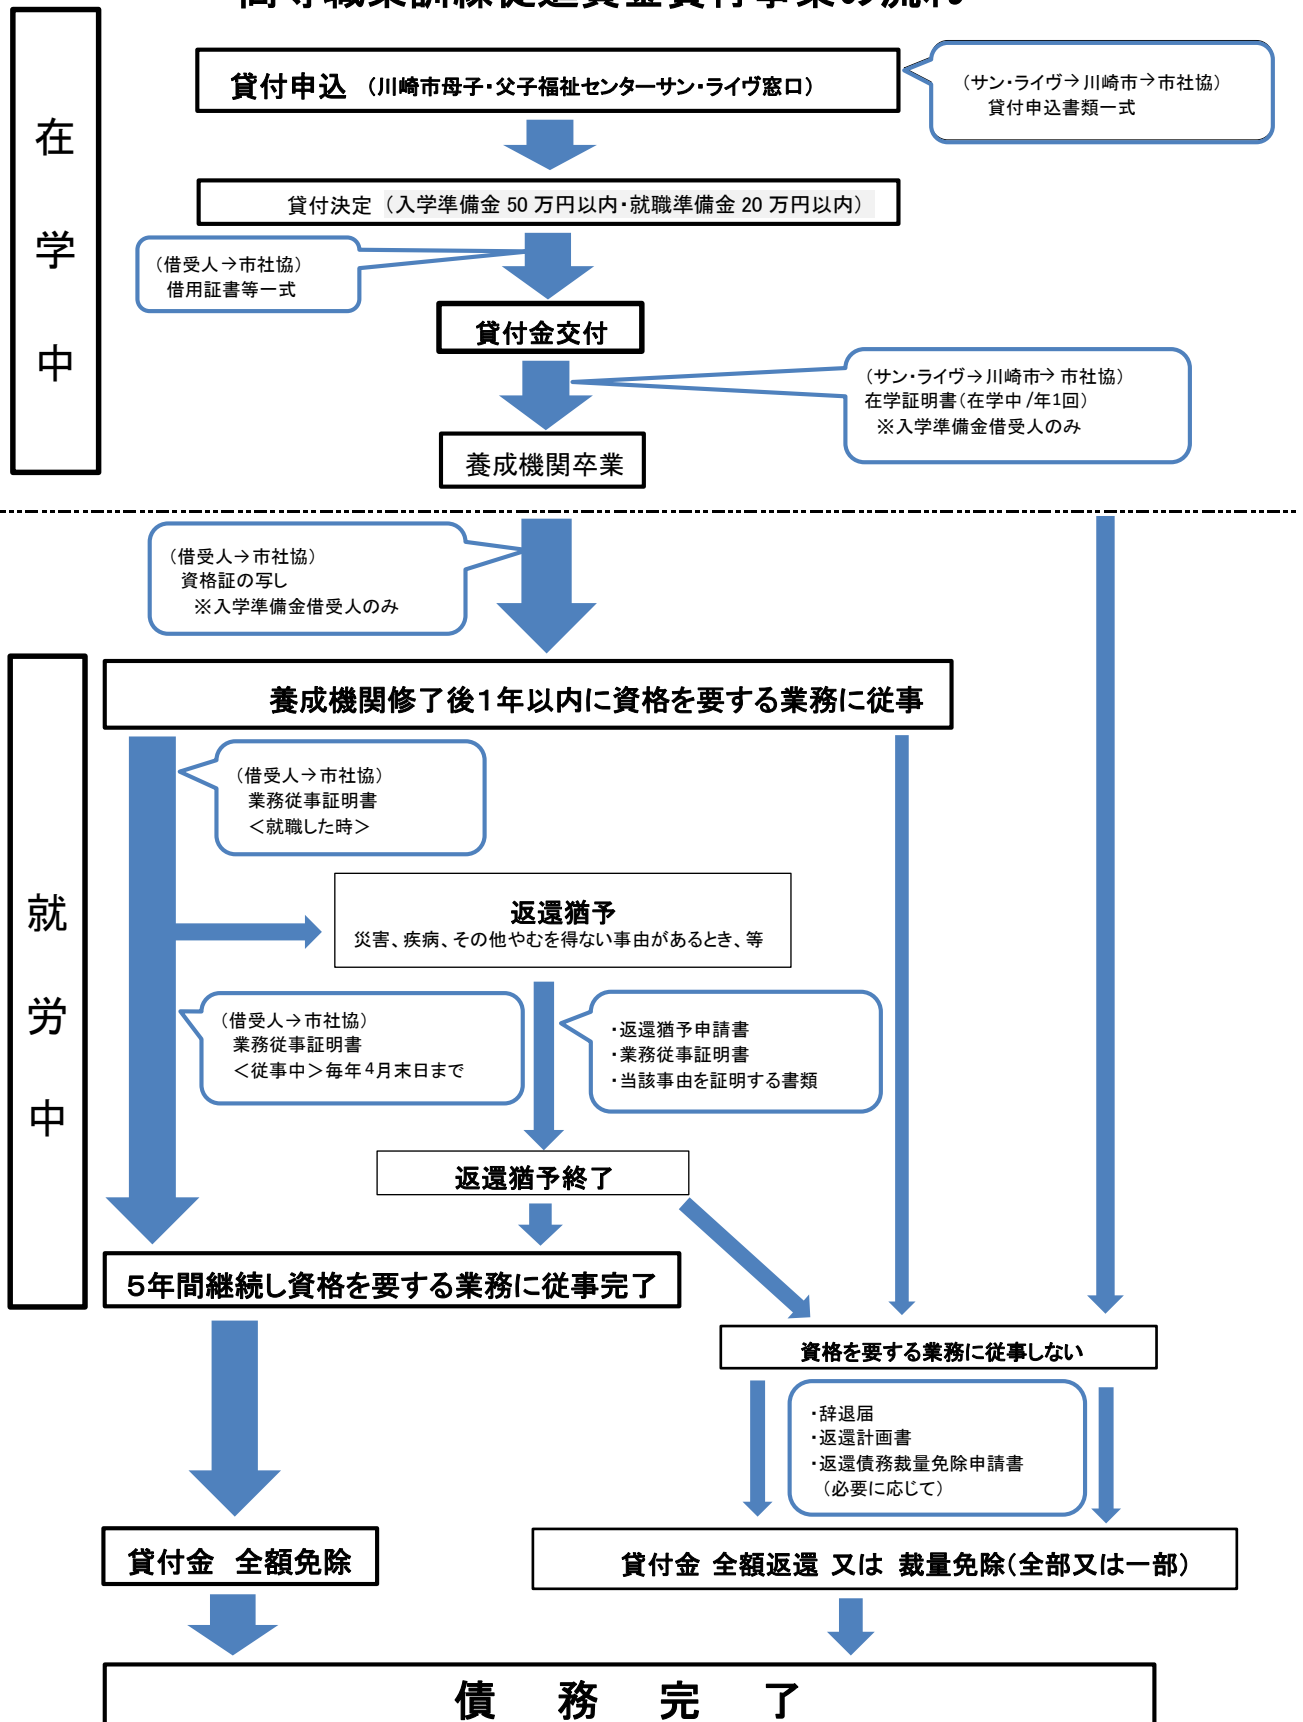 高等職業訓練促進資金貸付事業の流れ
在学中
貸付申込 （川崎市母子・父子福祉センターサン・ライヴ窓口）
（サン・ライヴ→川崎市→市社協）
貸付申込書類一式
貸付決定 （入学準備金 50 万円以内・就職準備金 20 万円以内）
（借受人→市社協）
借用証書等一式
貸付金交付
（サン・ライヴ→川崎市→ 市社協）
在学証明書（在学中 /年1回）
※入学準備金借受人のみ
養成機関卒業
（借受人→市社協）
資格証の写し
※入学準備金借受人のみ
就労中
養成機関修了後１年以内に資格を要する業務に従事
（借受人→市社協）
業務従事証明書
＜就職した時＞
返還猶予
災害、疾病、その他やむを得ない事由があるとき、等
（借受人→市社協）
業務従事証明書
＜従事中＞毎年4月末日まで
・返還猶予申請書
・業務従事証明書
・当該事由を証明する書類
返還猶予終了
５年間継続し資格を要する業務に従事完了
資格を要する業務に従事しない
・辞退届
・返還計画書
・返還債務裁量免除申請書
（必要に応じて）
貸付金　全額免除
貸付金 全額返還 又は 裁量免除（全部又は一部）
債　務　完　了